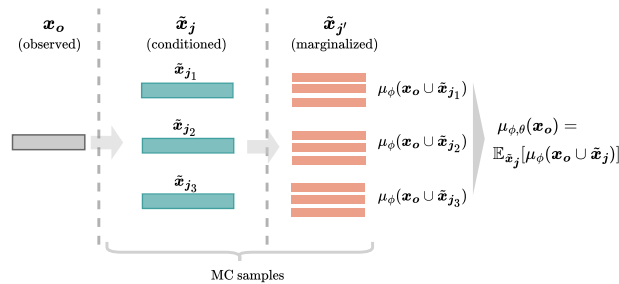 x_o x̃_j x̃_j′
(observed) (conditioned) (marginalized)
x̃_j₁
μ_ϕ(x_o ∪ x̃_j₁)
x̃_j₂
μ_ϕ(x_o ∪ x̃_j₂)
μ_ϕ,θ(x_o) =
𝔼_x̃_j[μ_ϕ(x_o ∪ x̃_j)]
x̃_j₃
μ_ϕ(x_o ∪ x̃_j₃)
MC samples